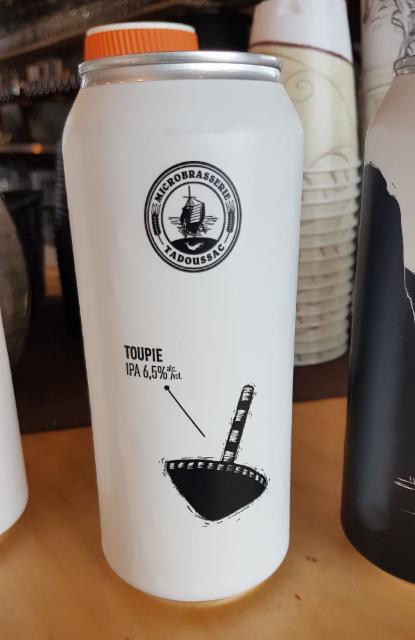 MICROBRASSERIE
TADOUSSAC
TOUPIE
IPA 6,5% alc./vol.